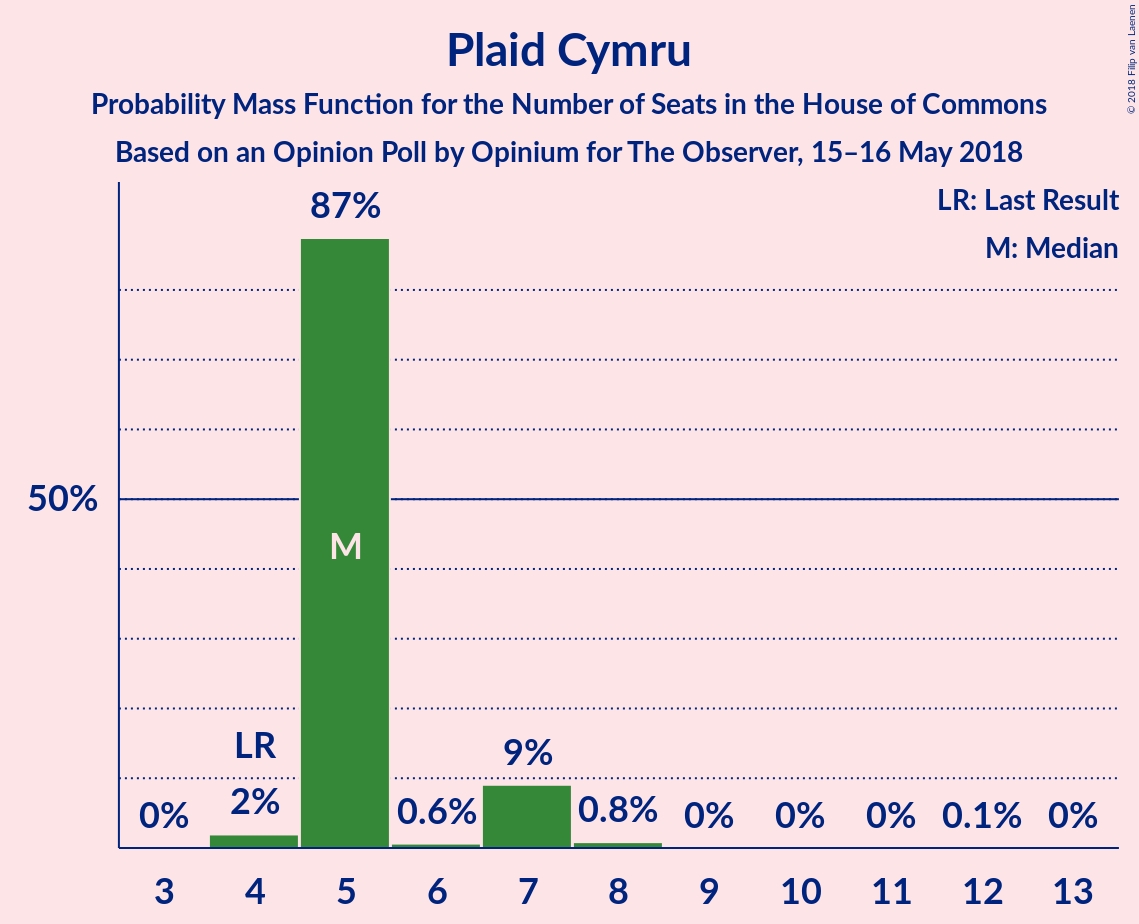 Plaid Cymru
Probability Mass Function for the Number of Seats in the House of Commons
Based on an Opinion Poll by Opinium for The Observer, 15–16 May 2018
© 2018 Filip van Laenen
LR: Last Result
M: Median
87%
50%
M
LR
0%
2%
0.6%
9%
0.8%
0%
0%
0%
0.1%
0%
3 4 5 6 7 8 9 10 11 12 13